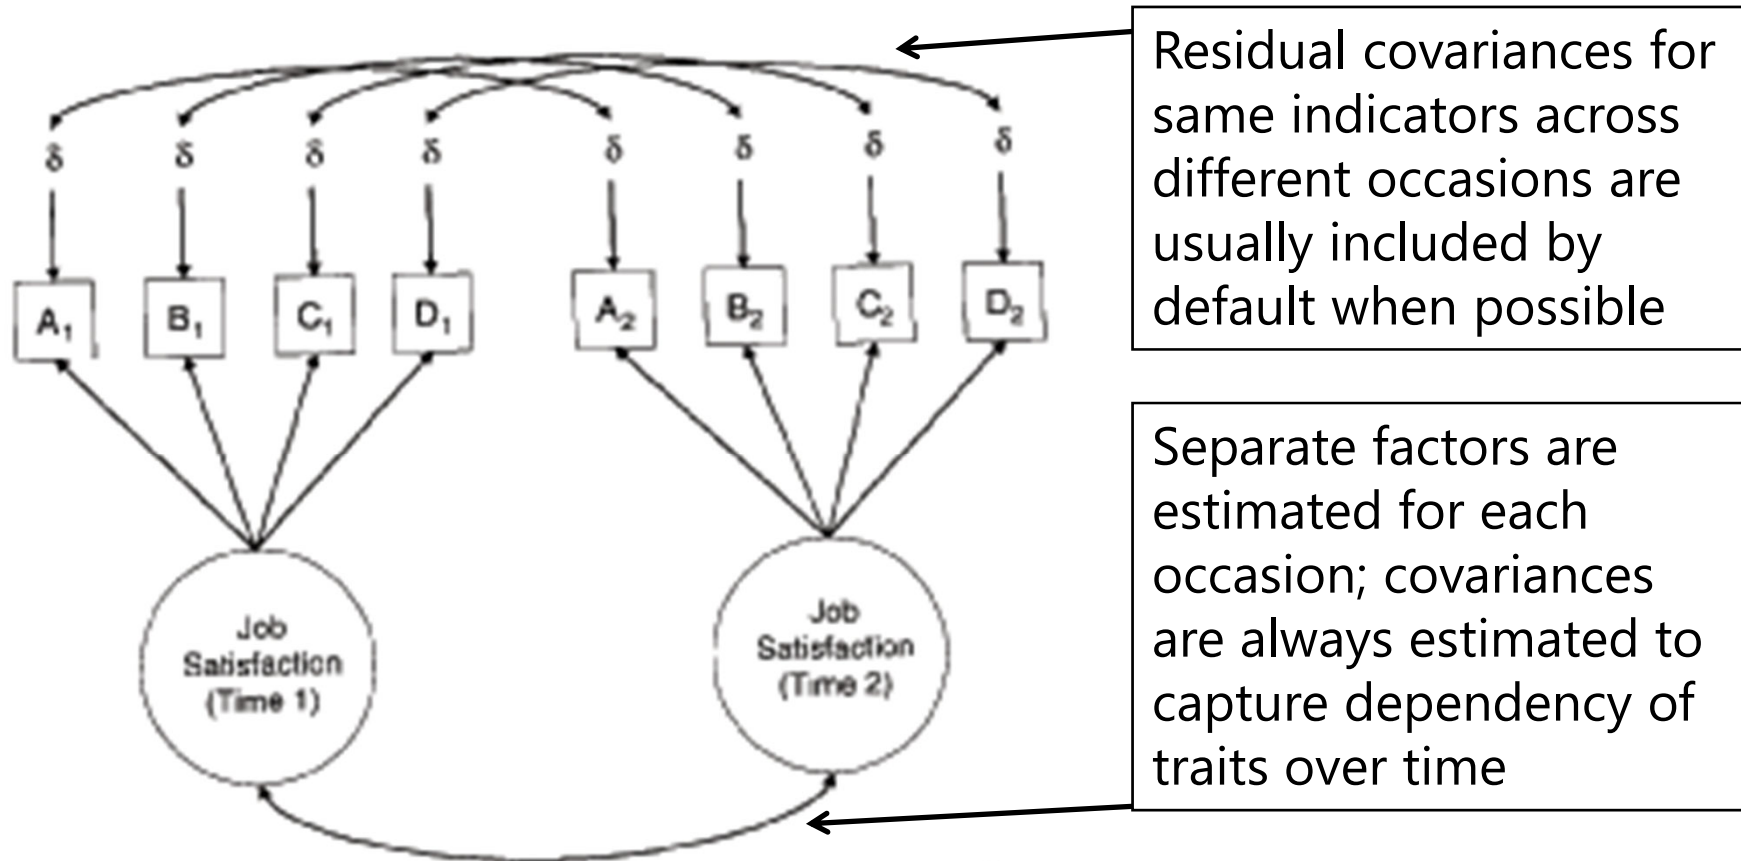 Residual covariances for
same indicators across
different occasions are
usually included by
default when possible
δ δ δ δ δ δ δ δ
A₁ B₁ C₁ D₁ A₂ B₂ C₂ D₂
Separate factors are
estimated for each
occasion; covariances
are always estimated to
capture dependency of
traits over time
Job
Satisfaction
(Time 1)
Job
Satisfaction
(Time 2)